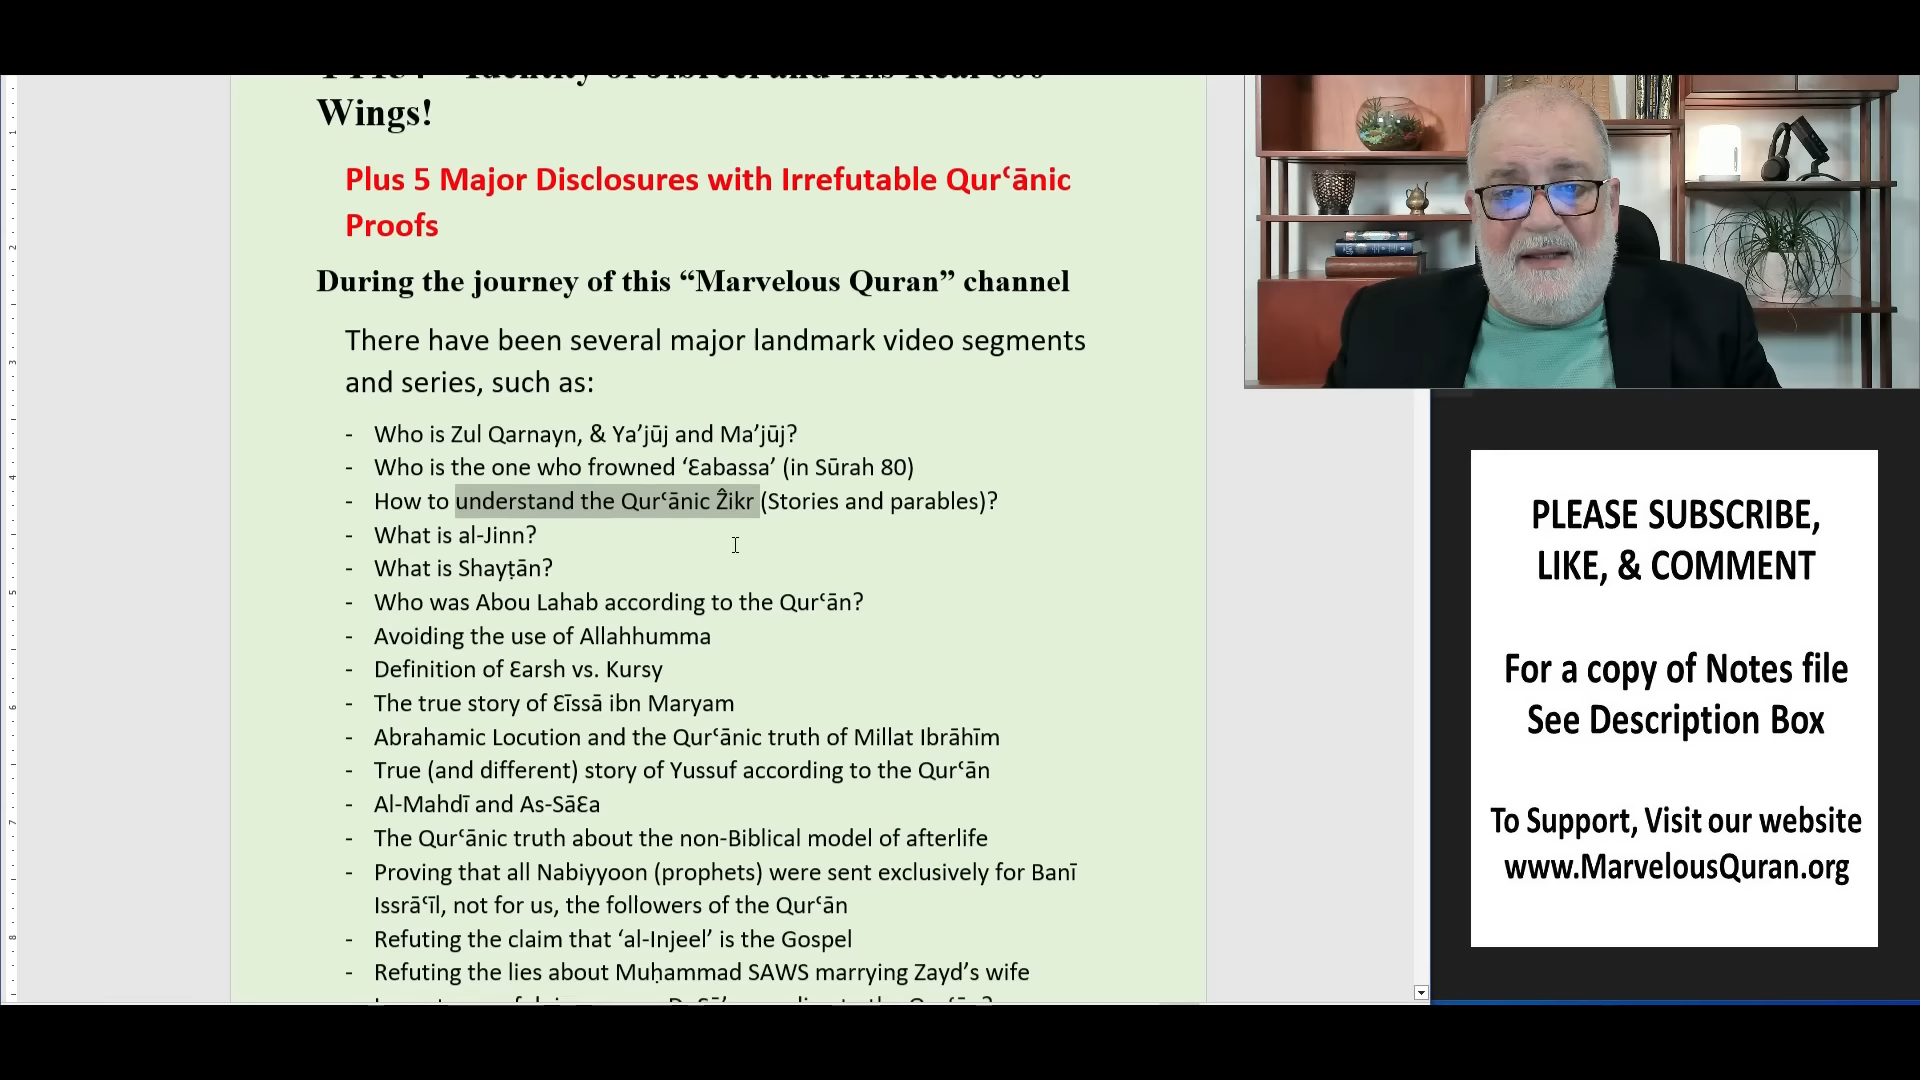 Identity of Jibreel and His Real 600
Wings!
Plus 5 Major Disclosures with Irrefutable Qurʿānic
Proofs
During the journey of this “Marvelous Quran” channel
There have been several major landmark video segments
and series, such as:
- Who is Zul Qarnayn, & Ya’jūj and Ma’jūj?
- Who is the one who frowned ‘Ɛabassa’ (in Sūrah 80)
- How to understand the Qurʿānic Ẑikr (Stories and parables)?
- What is al-Jinn?
- What is Shayṭān?
- Who was Abou Lahab according to the Qurʿān?
- Avoiding the use of Allahhumma
- Definition of Ɛarsh vs. Kursy
- The true story of Ɛīssā ibn Maryam
- Abrahamic Locution and the Qurʿānic truth of Millat Ibrāhīm
- True (and different) story of Yussuf according to the Qurʿān
- Al-Mahdī and As-SāƐa
- The Qurʿānic truth about the non-Biblical model of afterlife
- Proving that all Nabiyyoon (prophets) were sent exclusively for Banī
Issrāʿīl, not for us, the followers of the Qurʿān
- Refuting the claim that ‘al-Injeel’ is the Gospel
- Refuting the lies about Muḥammad SAWS marrying Zayd’s wife
PLEASE SUBSCRIBE,
LIKE, & COMMENT
For a copy of Notes file
See Description Box
To Support, Visit our website
www.MarvelousQuran.org